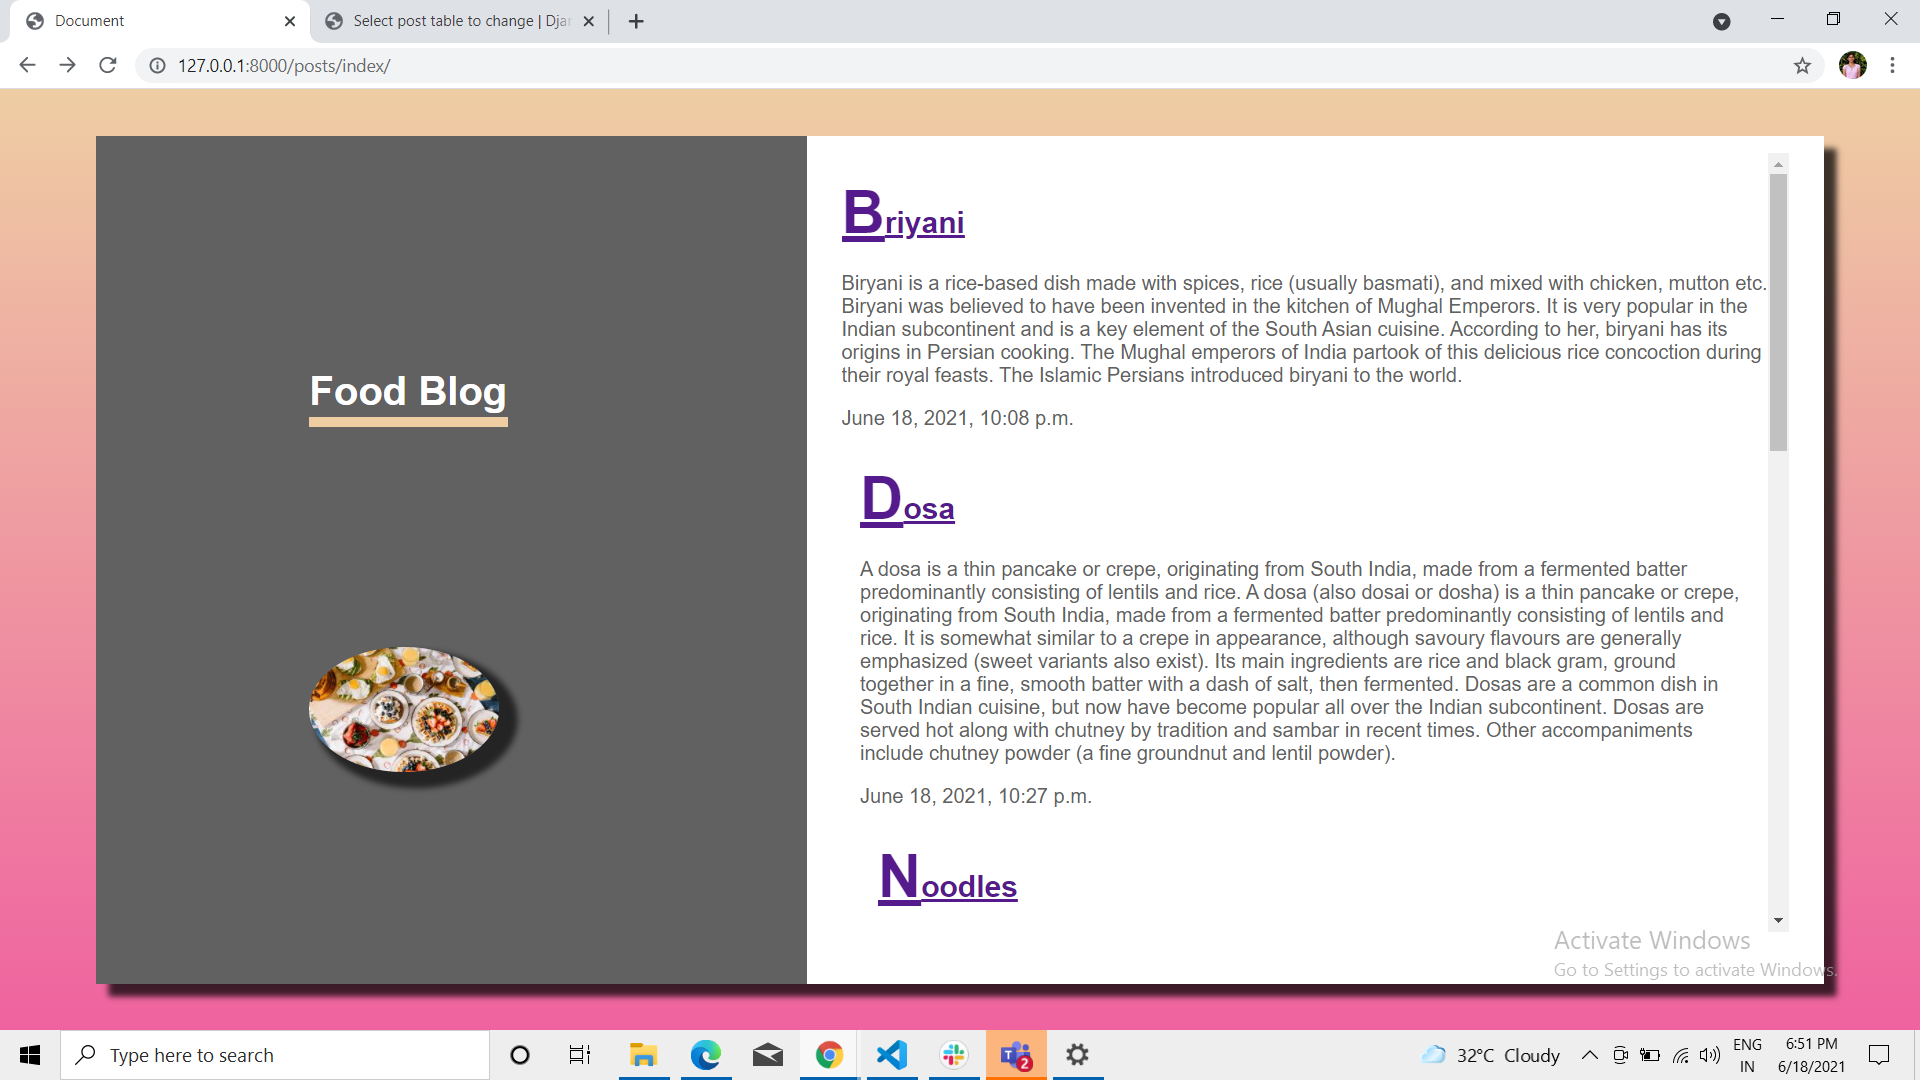 Document
Select post table to change | Djan
127.0.0.1:8000/posts/index/
Food Blog
Briyani
Biryani is a rice-based dish made with spices, rice (usually basmati), and mixed with chicken, mutton etc.
Biryani was believed to have been invented in the kitchen of Mughal Emperors. It is very popular in the
Indian subcontinent and is a key element of the South Asian cuisine. According to her, biryani has its
origins in Persian cooking. The Mughal emperors of India partook of this delicious rice concoction during
their royal feasts. The Islamic Persians introduced biryani to the world.
June 18, 2021, 10:08 p.m.
Dosa
A dosa is a thin pancake or crepe, originating from South India, made from a fermented batter
predominantly consisting of lentils and rice. A dosa (also dosai or dosha) is a thin pancake or crepe,
originating from South India, made from a fermented batter predominantly consisting of lentils and
rice. It is somewhat similar to a crepe in appearance, although savoury flavours are generally
emphasized (sweet variants also exist). Its main ingredients are rice and black gram, ground
together in a fine, smooth batter with a dash of salt, then fermented. Dosas are a common dish in
South Indian cuisine, but now have become popular all over the Indian subcontinent. Dosas are
served hot along with chutney by tradition and sambar in recent times. Other accompaniments
include chutney powder (a fine groundnut and lentil powder).
June 18, 2021, 10:27 p.m.
Noodles
Activate Windows
Go to Settings to activate Windows.
Type here to search
2
32°C Cloudy
ENG
IN
6:51 PM
6/18/2021